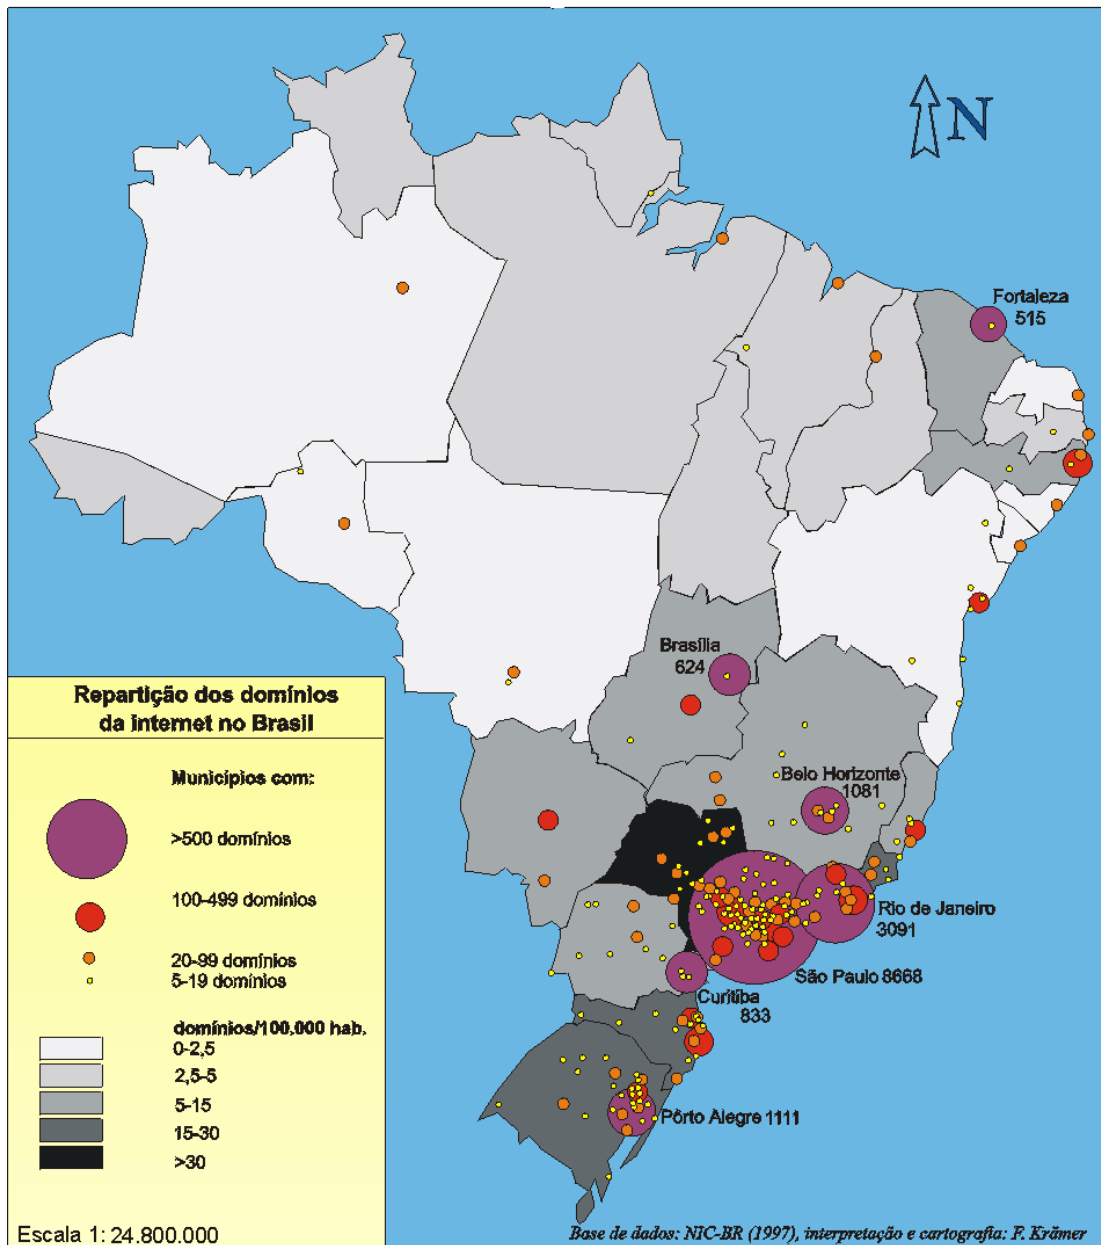 N
Fortaleza
515
Brasília
624
Belo Horizonte
1081
Rio de Janeiro
3091
São Paulo 8668
Curitiba
833
Pôrto Alegre 1111
Repartição dos domínios
da internet no Brasil
Municípios com:
>500 domínios
100-499 domínios
20-99 domínios
5-19 domínios
domínios/100.000 hab.
0-2,5
2,5-5
5-15
15-30
>30
Escala 1: 24.800.000
Base de dados: NIC-BR (1997), interpretação e cartografia: F. Krämer